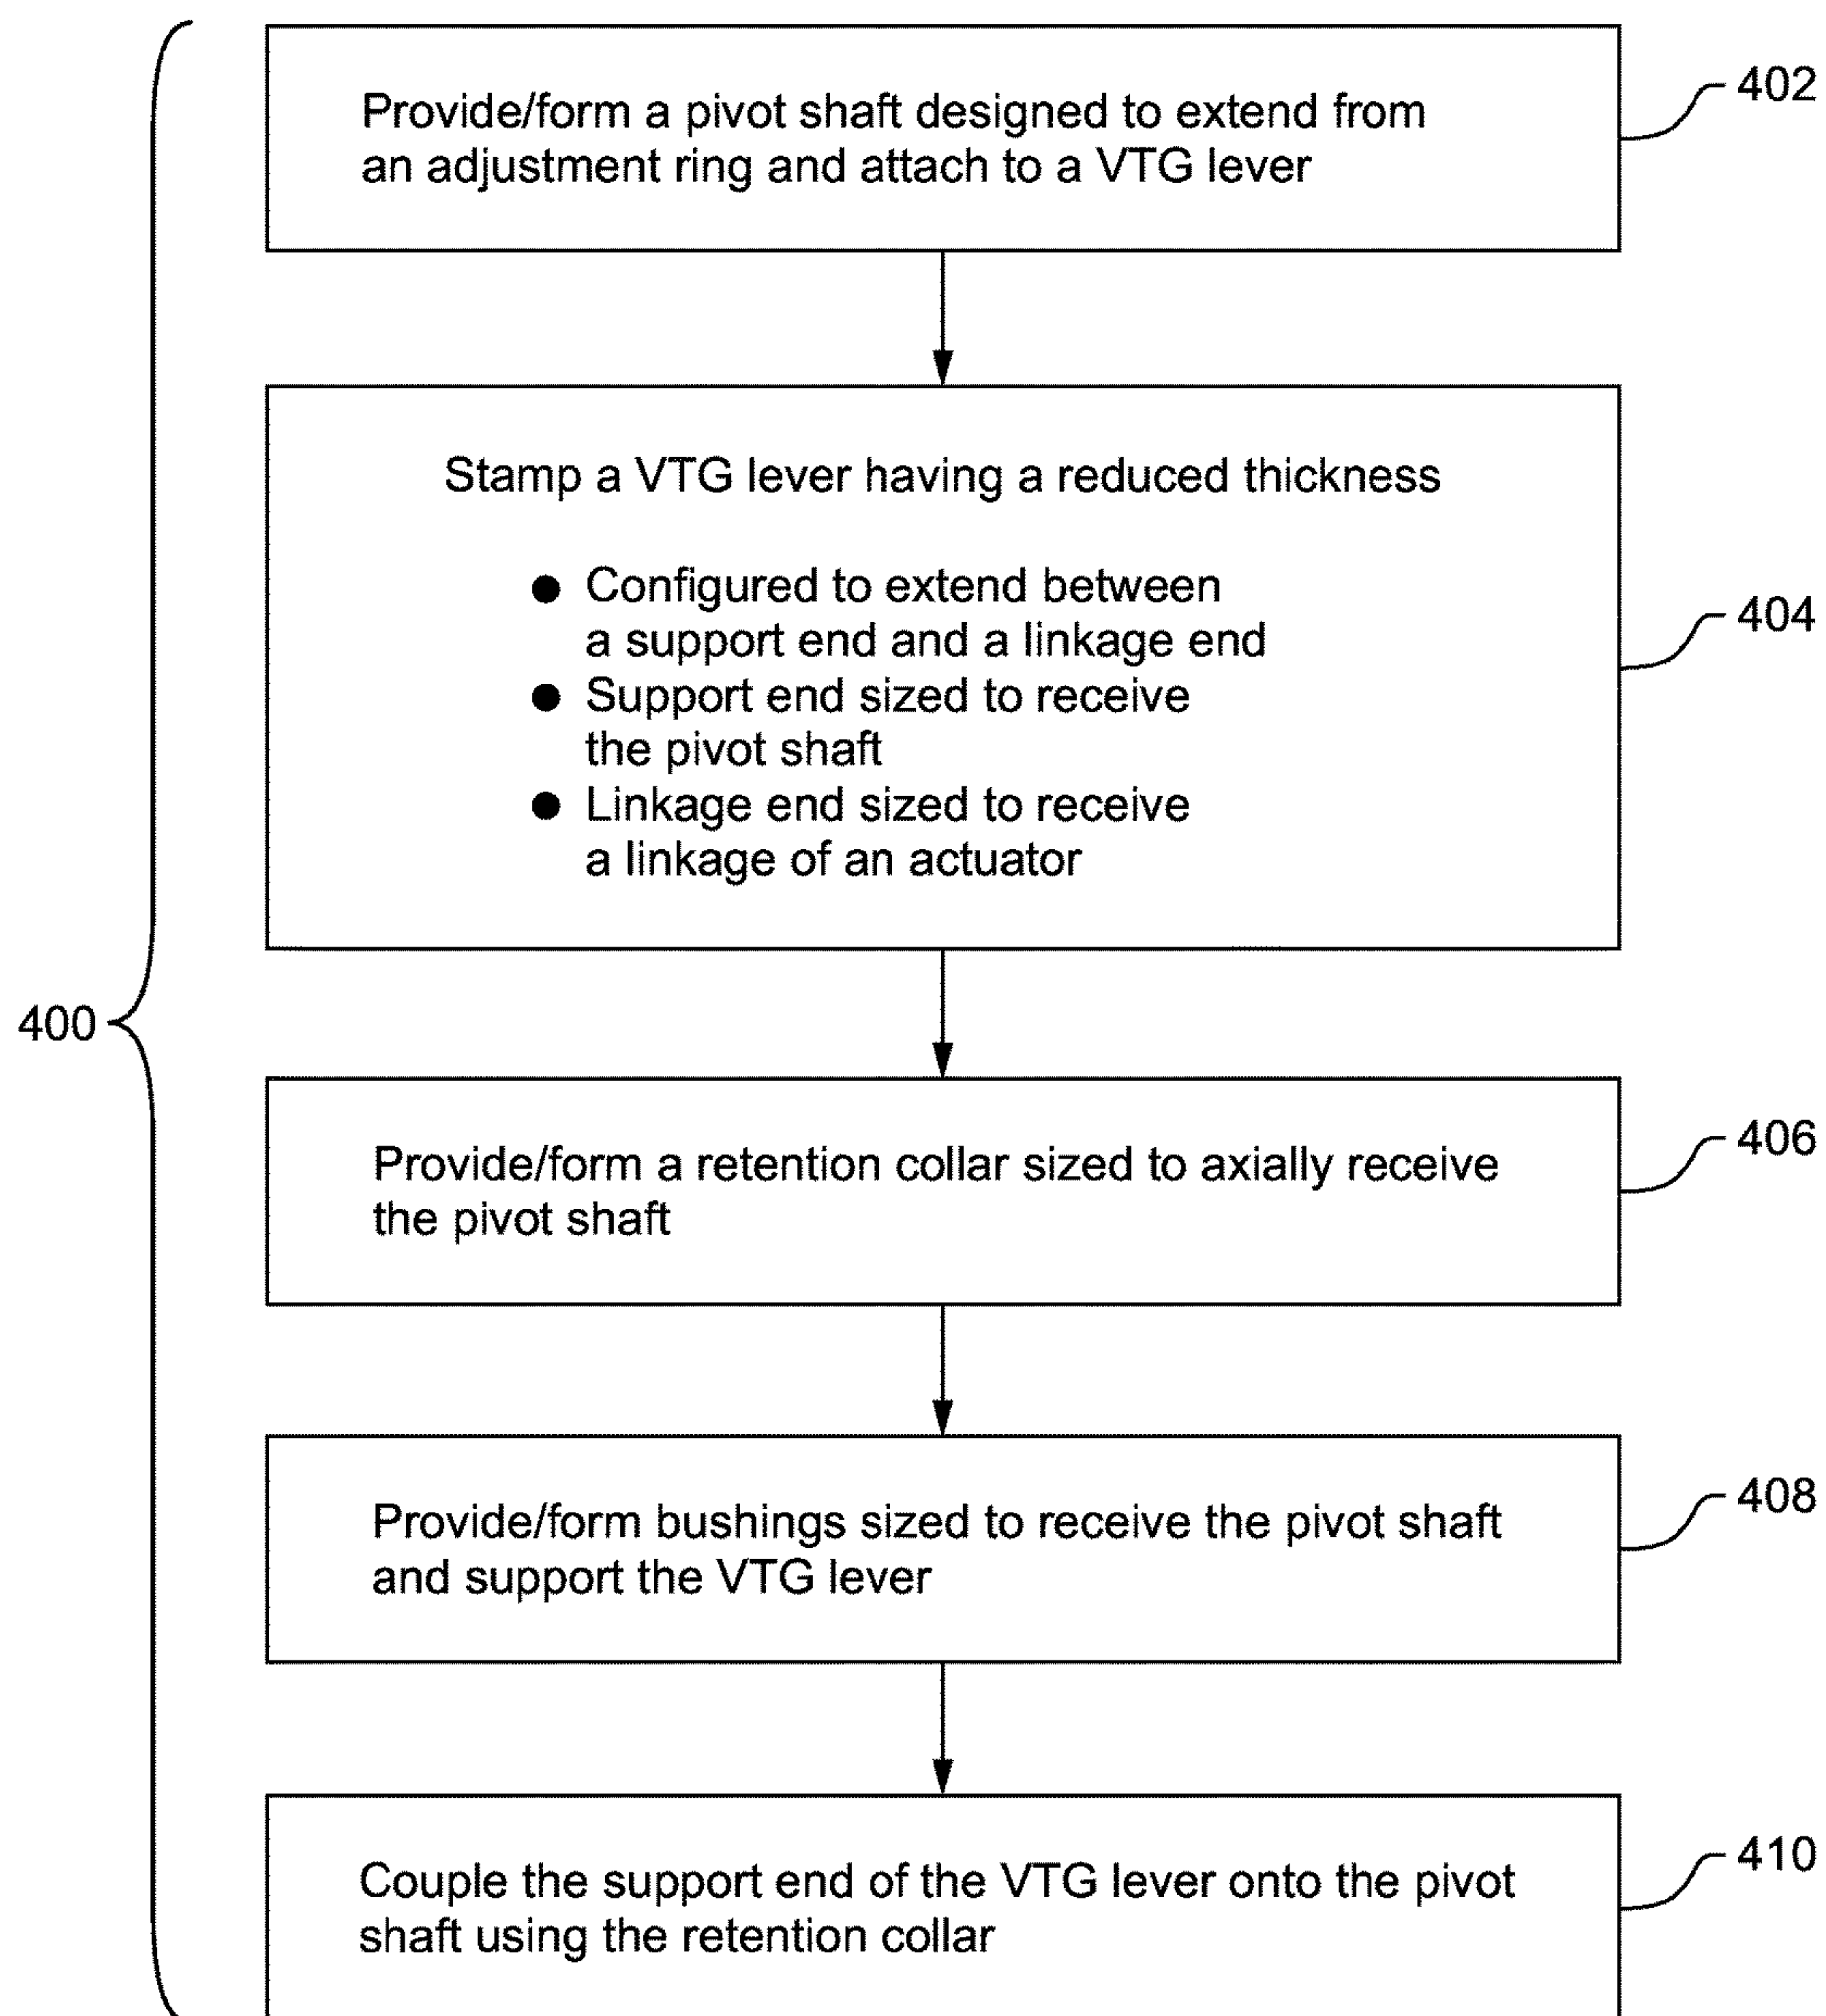 Provide/form a pivot shaft designed to extend from
an adjustment ring and attach to a VTG lever
402
Stamp a VTG lever having a reduced thickness
● Configured to extend between
a support end and a linkage end
● Support end sized to receive
the pivot shaft
● Linkage end sized to receive
a linkage of an actuator
404
400
Provide/form a retention collar sized to axially receive
the pivot shaft
406
Provide/form bushings sized to receive the pivot shaft
and support the VTG lever
408
Couple the support end of the VTG lever onto the pivot
shaft using the retention collar
410